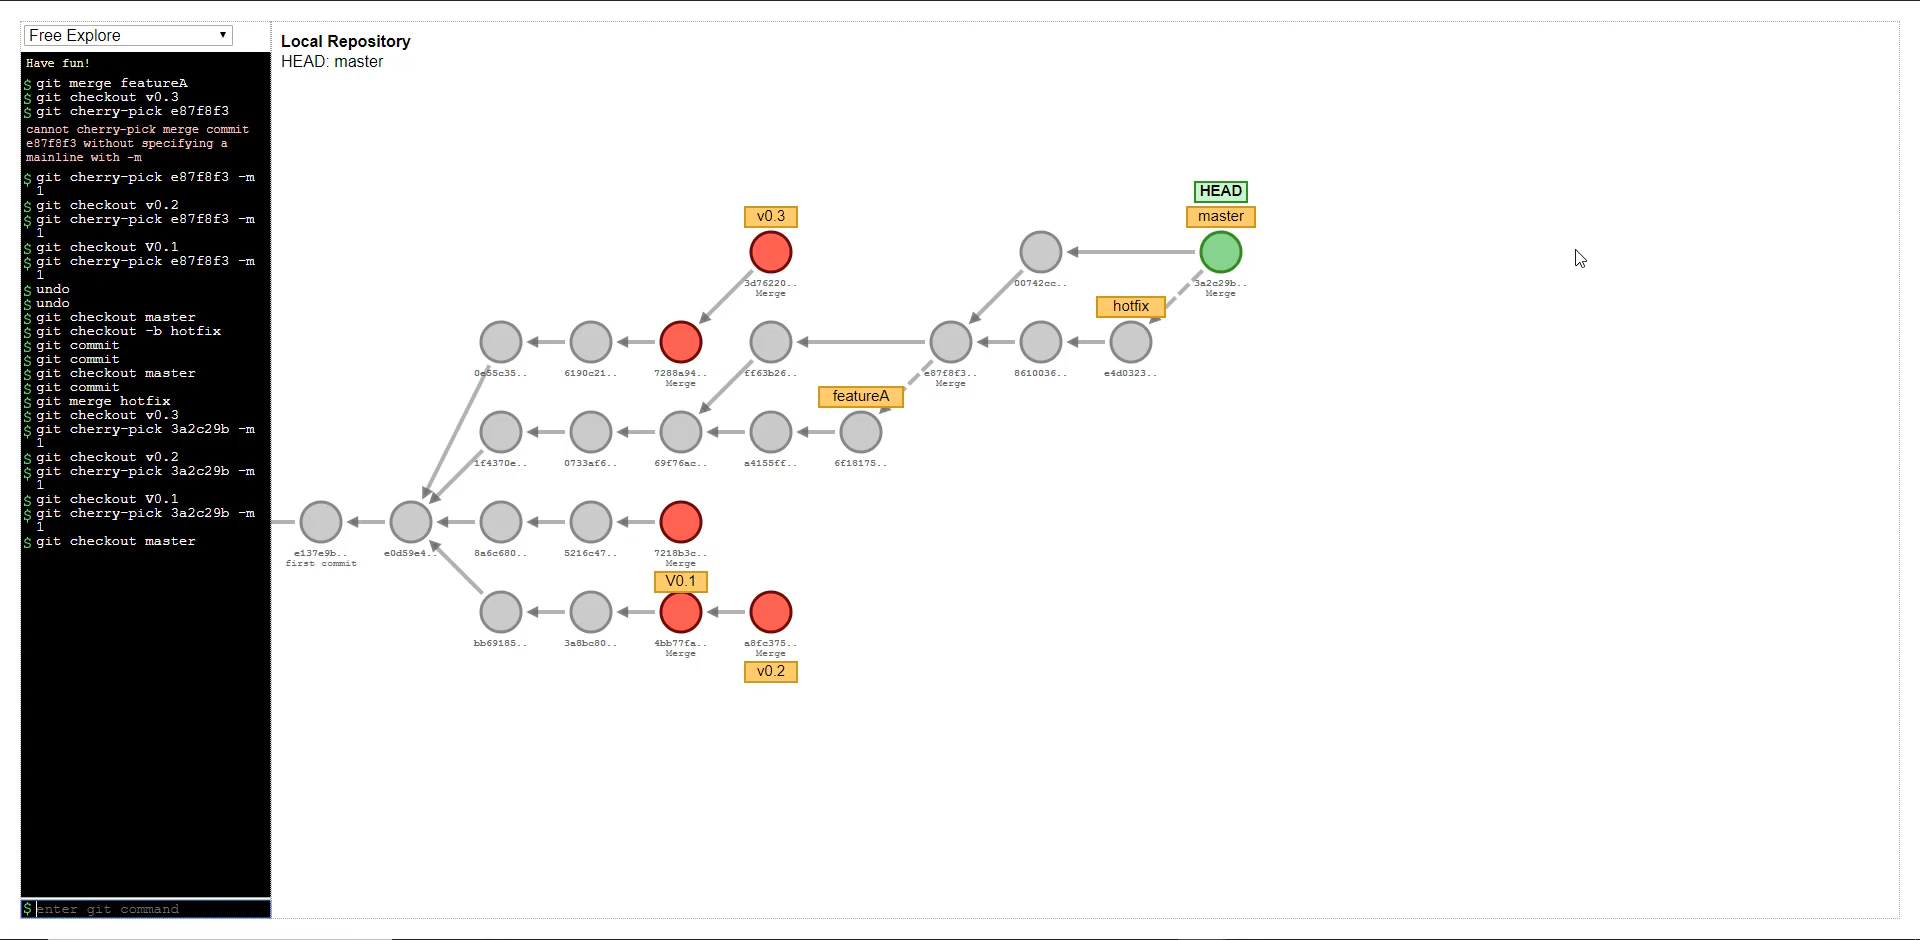 Free Explore
Have fun!
$ git merge featureA
$ git checkout v0.3
$ git cherry-pick e87f8f3
cannot cherry-pick merge commit
e87f8f3 without specifying a
mainline with -m
$ git cherry-pick e87f8f3 -m
1
$ git checkout v0.2
$ git cherry-pick e87f8f3 -m
1
$ git checkout V0.1
$ git cherry-pick e87f8f3 -m
1
$ undo
$ undo
$ git checkout master
$ git checkout -b hotfix
$ git commit
$ git commit
$ git checkout master
$ git commit
$ git merge hotfix
$ git checkout v0.3
$ git cherry-pick 3a2c29b -m
1
$ git checkout v0.2
$ git cherry-pick 3a2c29b -m
1
$ git checkout V0.1
$ git cherry-pick 3a2c29b -m
1
$ git checkout master
$ enter git command
Local Repository
HEAD: master
HEAD
v0.3
master
3d76220..
Merge
00742cc..
3a2c29b..
Merge
hotfix
0e55c35..
6190c21..
7288a94..
Merge
ff63b26..
e87f8f3..
Merge
8610036..
e4d0323..
featureA
1f4370e..
0733af6..
69f76ac..
a4155ff..
6f18175..
e137e9b..
first commit
e0d59e4..
8a6c680..
5216c47..
7218b3c..
Merge
V0.1
bb69185..
3a8bc80..
4bb77fa..
Merge
a8fc375..
Merge
v0.2